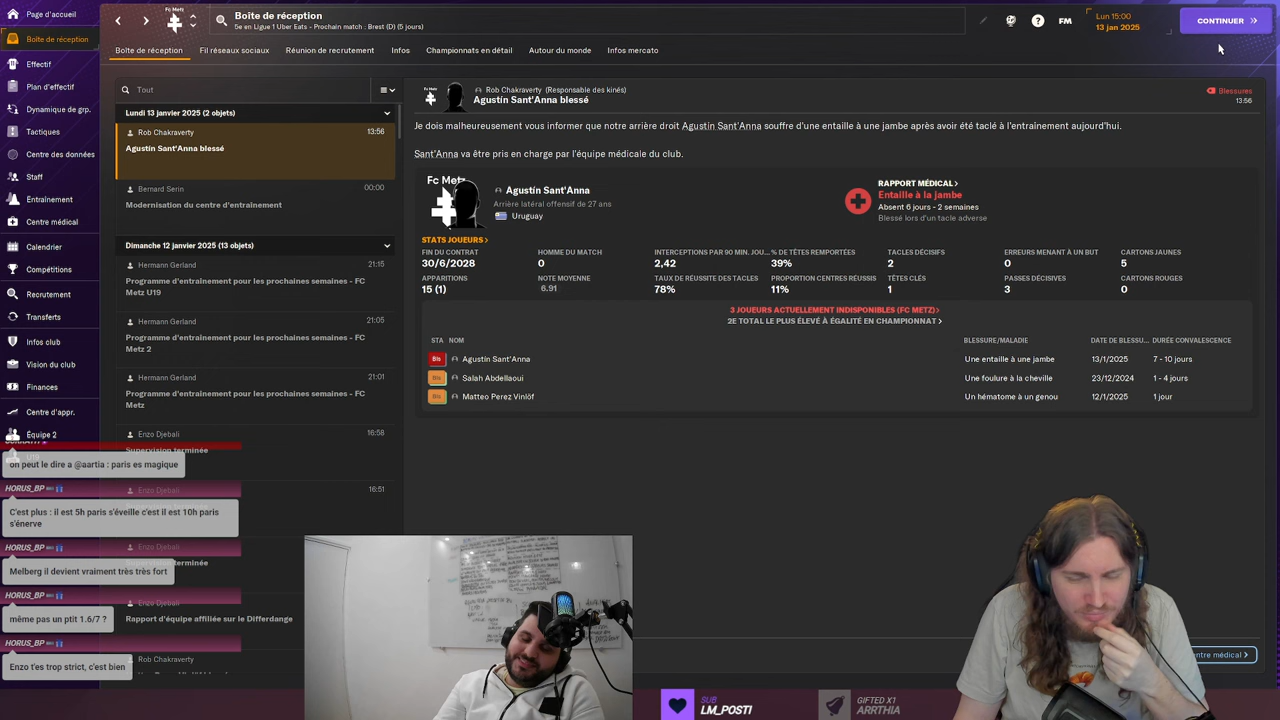 Page d'accueil
Boîte de réception
Effectif
Plan d'effectif
Dynamique de grp.
Tactiques
Centre des données
Staff
Entraînement
Centre médical
Calendrier
Compétitions
Recrutement
Transferts
Infos club
Vision du club
Finances
Centre d'appr.
Équipe 2
U19
Fc Metz
Boîte de réception
5e en Ligue 1 Uber Eats - Prochain match : Brest (D) (5 jours)
FM
Lun 15:00
13 jan 2025
CONTINUER
Boîte de réception
Fil réseaux sociaux
Réunion de recrutement
Infos
Championnats en détail
Autour du monde
Infos mercato
Tout
Lundi 13 janvier 2025 (2 objets)
Rob Chakraverty 13:56
Agustín Sant'Anna blessé
Bernard Serin 00:00
Modernisation du centre d'entraînement
Dimanche 12 janvier 2025 (13 objets)
Hermann Gerland 21:15
Programme d'entraînement pour les prochaines semaines - FC
Metz U19
Hermann Gerland 21:05
Programme d'entraînement pour les prochaines semaines - FC
Metz 2
Hermann Gerland 21:01
Programme d'entraînement pour les prochaines semaines - FC
Metz
Enzo Djebali 16:58
Supervision terminée
Enzo Djebali 16:51
Enzo Djebali
Enzo Djebali
Rapport d'équipe affiliée sur le Differdange
Rob Chakraverty
Rob Chakraverty (Responsable des kinés)
Agustín Sant'Anna blessé
Blessures
13:56
Je dois malheureusement vous informer que notre arrière droit Agustín Sant'Anna souffre d'une entaille à une jambe après avoir été taclé à l'entraînement aujourd'hui.
Sant'Anna va être pris en charge par l'équipe médicale du club.
Fc Metz
Agustín Sant'Anna
Arrière latéral offensif de 27 ans
Uruguay
RAPPORT MÉDICAL
Entaille à la jambe
Absent 6 jours - 2 semaines
Blessé lors d'un tacle adverse
STATS JOUEURS
FIN DU CONTRAT
30/6/2028
HOMME DU MATCH
0
INTERCEPTIONS PAR 90 MIN. JOU...
2,42
% DE TÊTES REMPORTÉES
39%
TACLES DÉCISIFS
2
ERREURS MENANT À UN BUT
0
CARTONS JAUNES
5
APPARITIONS
15 (1)
NOTE MOYENNE
6.91
TAUX DE RÉUSSITE DES TACLES
78%
PROPORTION CENTRES RÉUSSIS
11%
TÊTES CLÉS
1
PASSES DÉCISIVES
3
CARTONS ROUGES
0
3 JOUEURS ACTUELLEMENT INDISPONIBLES (FC METZ)
2E TOTAL LE PLUS ÉLEVÉ À ÉGALITÉ EN CHAMPIONNAT
STA NOM BLESSURE/MALADIE DATE DE BLESSU... DURÉE CONVALESCENCE
Bls Agustín Sant'Anna Une entaille à une jambe 13/1/2025 7 - 10 jours
Bls Salah Abdellaoui Une foulure à la cheville 23/12/2024 1 - 4 jours
Bls Matteo Perez Vinlöf Un hématome à un genou 12/1/2025 1 jour
on peut le dire a @aartia : paris es magique
HORUS_BP
C'est plus : il est 5h paris s'éveille c'est il est 10h paris
s'énerve
HORUS_BP
Melberg il devient vraiment très très fort
HORUS_BP
même pas un ptit 1.6/7 ?
HORUS_BP
Enzo t'es trop strict, c'est bien
ntre médical
SUB
LM_POSTI
GIFTED X1
ARRTHIA